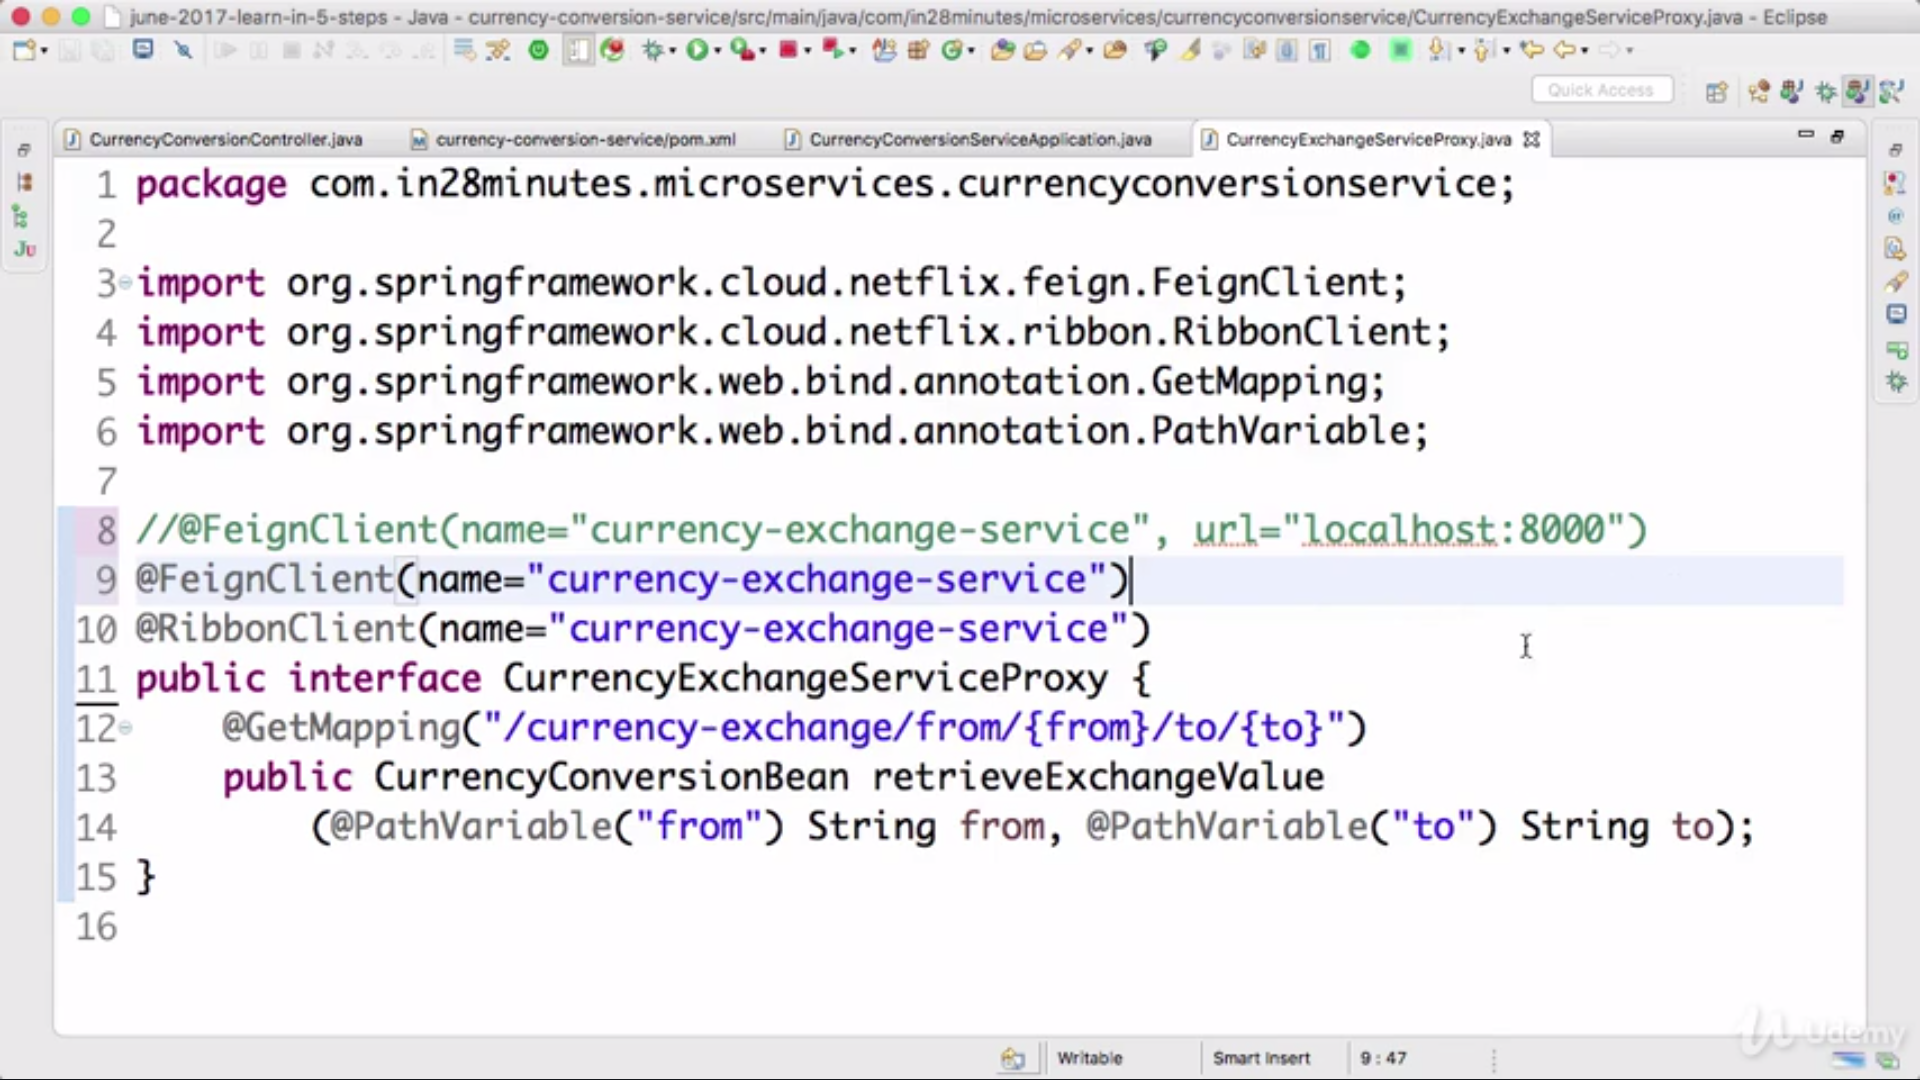 june-2017-learn-in-5-steps - Java - currency-conversion-service/src/main/java/com/in28minutes/microservices/currencyconversionservice/CurrencyExchangeServiceProxy.java - Eclipse
Quick Access
CurrencyConversionController.java
currency-conversion-service/pom.xml
CurrencyConversionServiceApplication.java
CurrencyExchangeServiceProxy.java
Ju
1 package com.in28minutes.microservices.currencyconversionservice;
2
3 import org.springframework.cloud.netflix.feign.FeignClient;
4 import org.springframework.cloud.netflix.ribbon.RibbonClient;
5 import org.springframework.web.bind.annotation.GetMapping;
6 import org.springframework.web.bind.annotation.PathVariable;
7
8 //@FeignClient(name="currency-exchange-service", url="localhost:8000")
9 @FeignClient(name="currency-exchange-service")
10 @RibbonClient(name="currency-exchange-service")
11 public interface CurrencyExchangeServiceProxy {
12 @GetMapping("/currency-exchange/from/{from}/to/{to}")
13 public CurrencyConversionBean retrieveExchangeValue
14 (@PathVariable("from") String from, @PathVariable("to") String to);
15 }
16
Udemy
Writable
Smart Insert
9 : 47